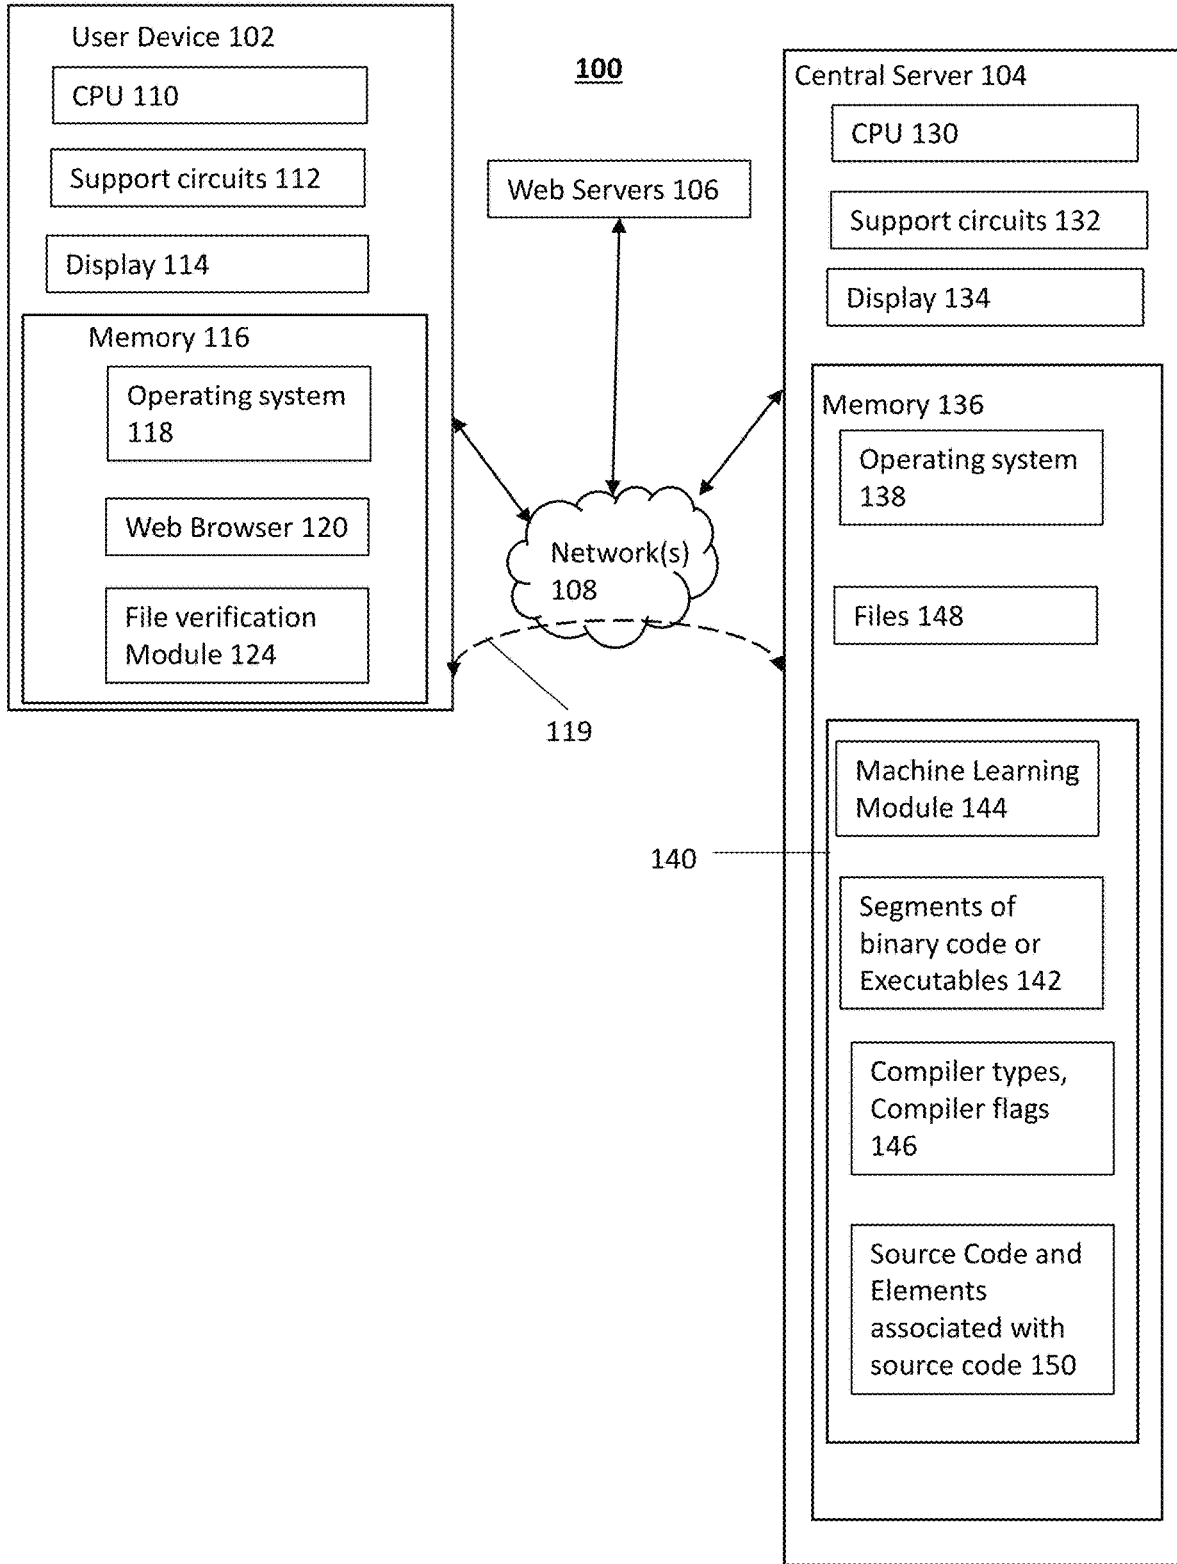 User Device 102
CPU 110
Support circuits 112
Display 114
Memory 116
Operating system
118
Web Browser 120
File verification
Module 124
100
Web Servers 106
Network(s)
108
119
Central Server 104
CPU 130
Support circuits 132
Display 134
Memory 136
Operating system
138
Files 148
140
Machine Learning
Module 144
Segments of
binary code or
Executables 142
Compiler types,
Compiler flags
146
Source Code and
Elements
associated with
source code 150